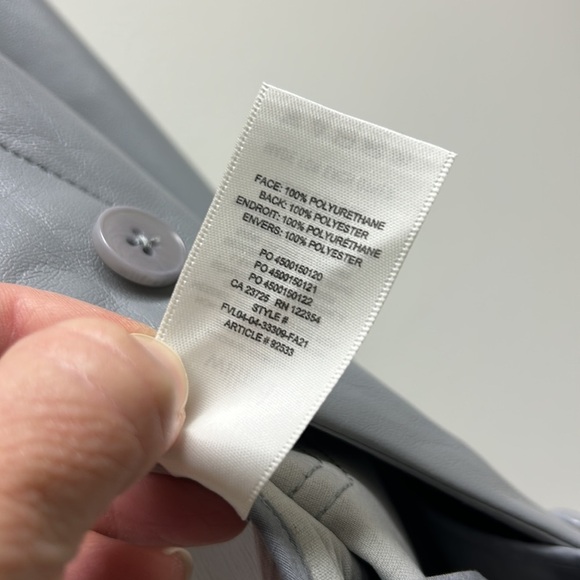 FACE: 100% POLYURETHANE
BACK: 100% POLYESTER
ENDROIT: 100% POLYURÉTHANE
ENVERS: 100% POLYESTER
PO 4500150120
PO 4500150121
PO 4500150122
CA 23725 RN 122354
STYLE #
FVL94-04-33309-FA21
ARTICLE # 92533